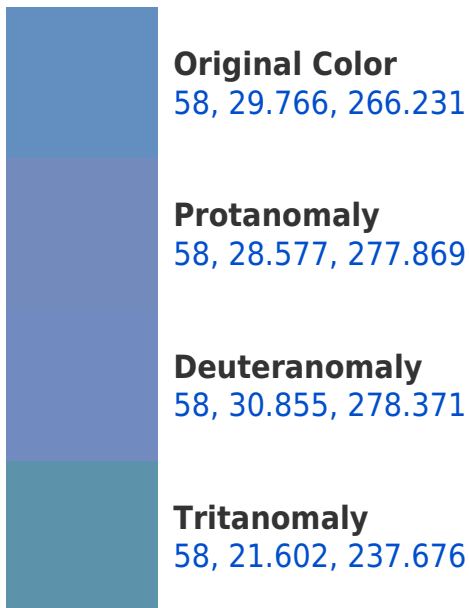 Original Color
58, 29.766, 266.231
Protanomaly
58, 28.577, 277.869
Deuteranomaly
58, 30.855, 278.371
Tritanomaly
58, 21.602, 237.676